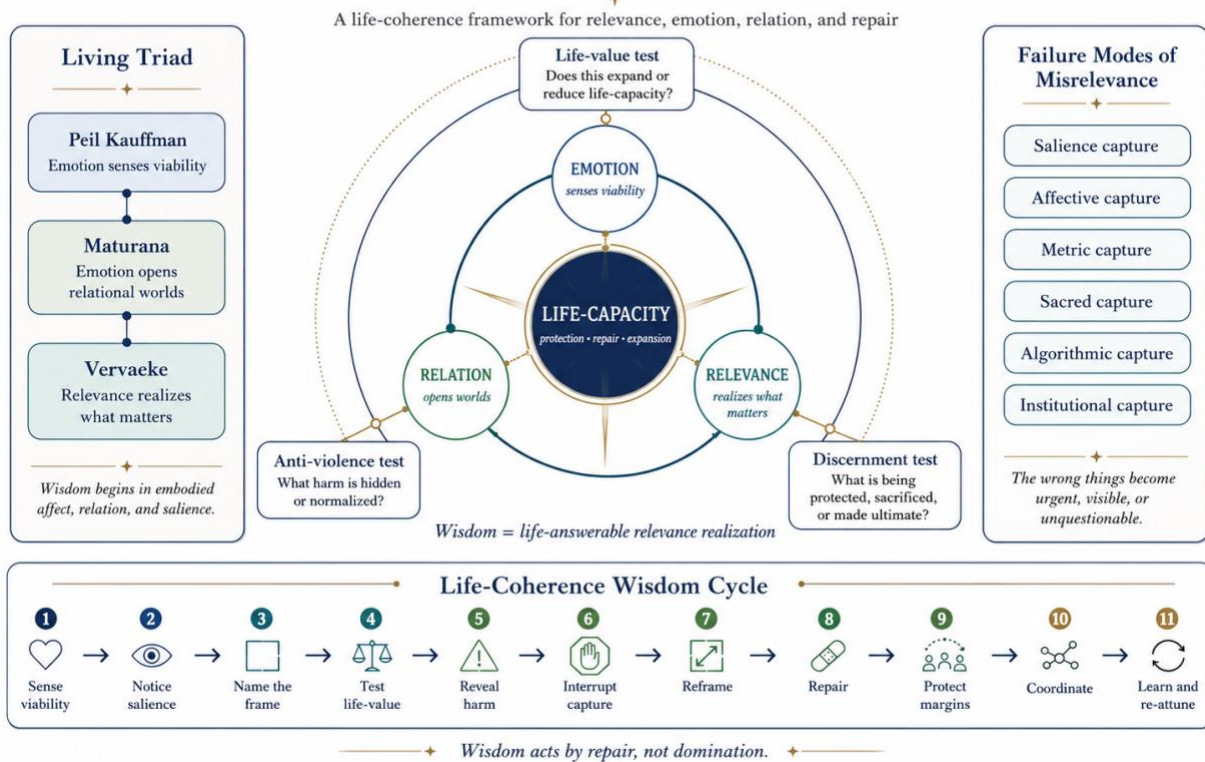 A life-coherence framework for relevance, emotion, relation, and repair
Living Triad
Peil Kauffman
Emotion senses viability
Maturana
Emotion opens
relational worlds
Vervaeke
Relevance realizes
what matters
Wisdom begins in embodied
affect, relation, and salience.
Life-value test
Does this expand or
reduce life-capacity?
EMOTION
senses viability
LIFE-CAPACITY
protection • repair • expansion
RELATION
opens worlds
RELEVANCE
realizes what
matters
Anti-violence test
What harm is hidden
or normalized?
Discernment test
What is being
protected, sacrificed,
or made ultimate?
Wisdom = life-answerable relevance realization
Failure Modes of
Misrelevance
Salience capture
Affective capture
Metric capture
Sacred capture
Algorithmic capture
Institutional capture
The wrong things become
urgent, visible, or
unquestionable.
Life-Coherence Wisdom Cycle
1
Sense
viability
2
Notice
salience
3
Name the
frame
4
Test
life-value
5
Reveal
harm
6
Interrupt
capture
7
Reframe
8
Repair
9
Protect
margins
10
Coordinate
11
Learn and
re-attune
Wisdom acts by repair, not domination.